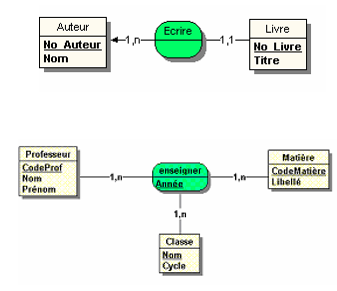 Auteur
No_Auteur
Nom
1,n
Ecrire
1,1
Livre
No_Livre
Titre
Professeur
CodeProf
Nom
Prénom
1,n
enseigner
Année
1,n
Matière
CodeMatière
Libellé
1,n
Classe
Nom
Cycle